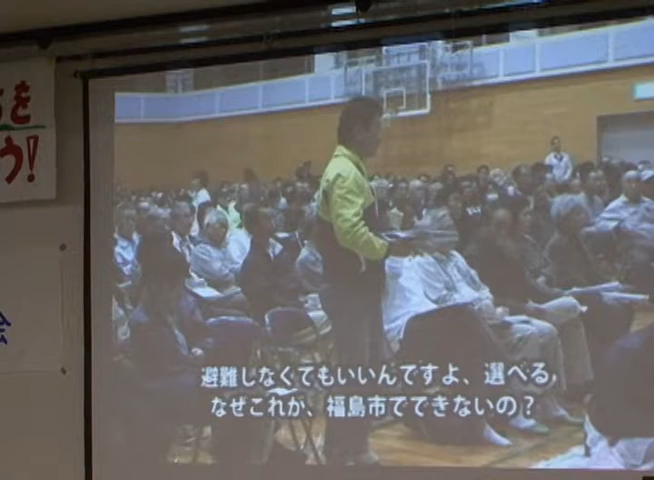 を
う!
会
避難しなくてもいいんですよ、選べる,
なぜこれが、福島市でできないの？